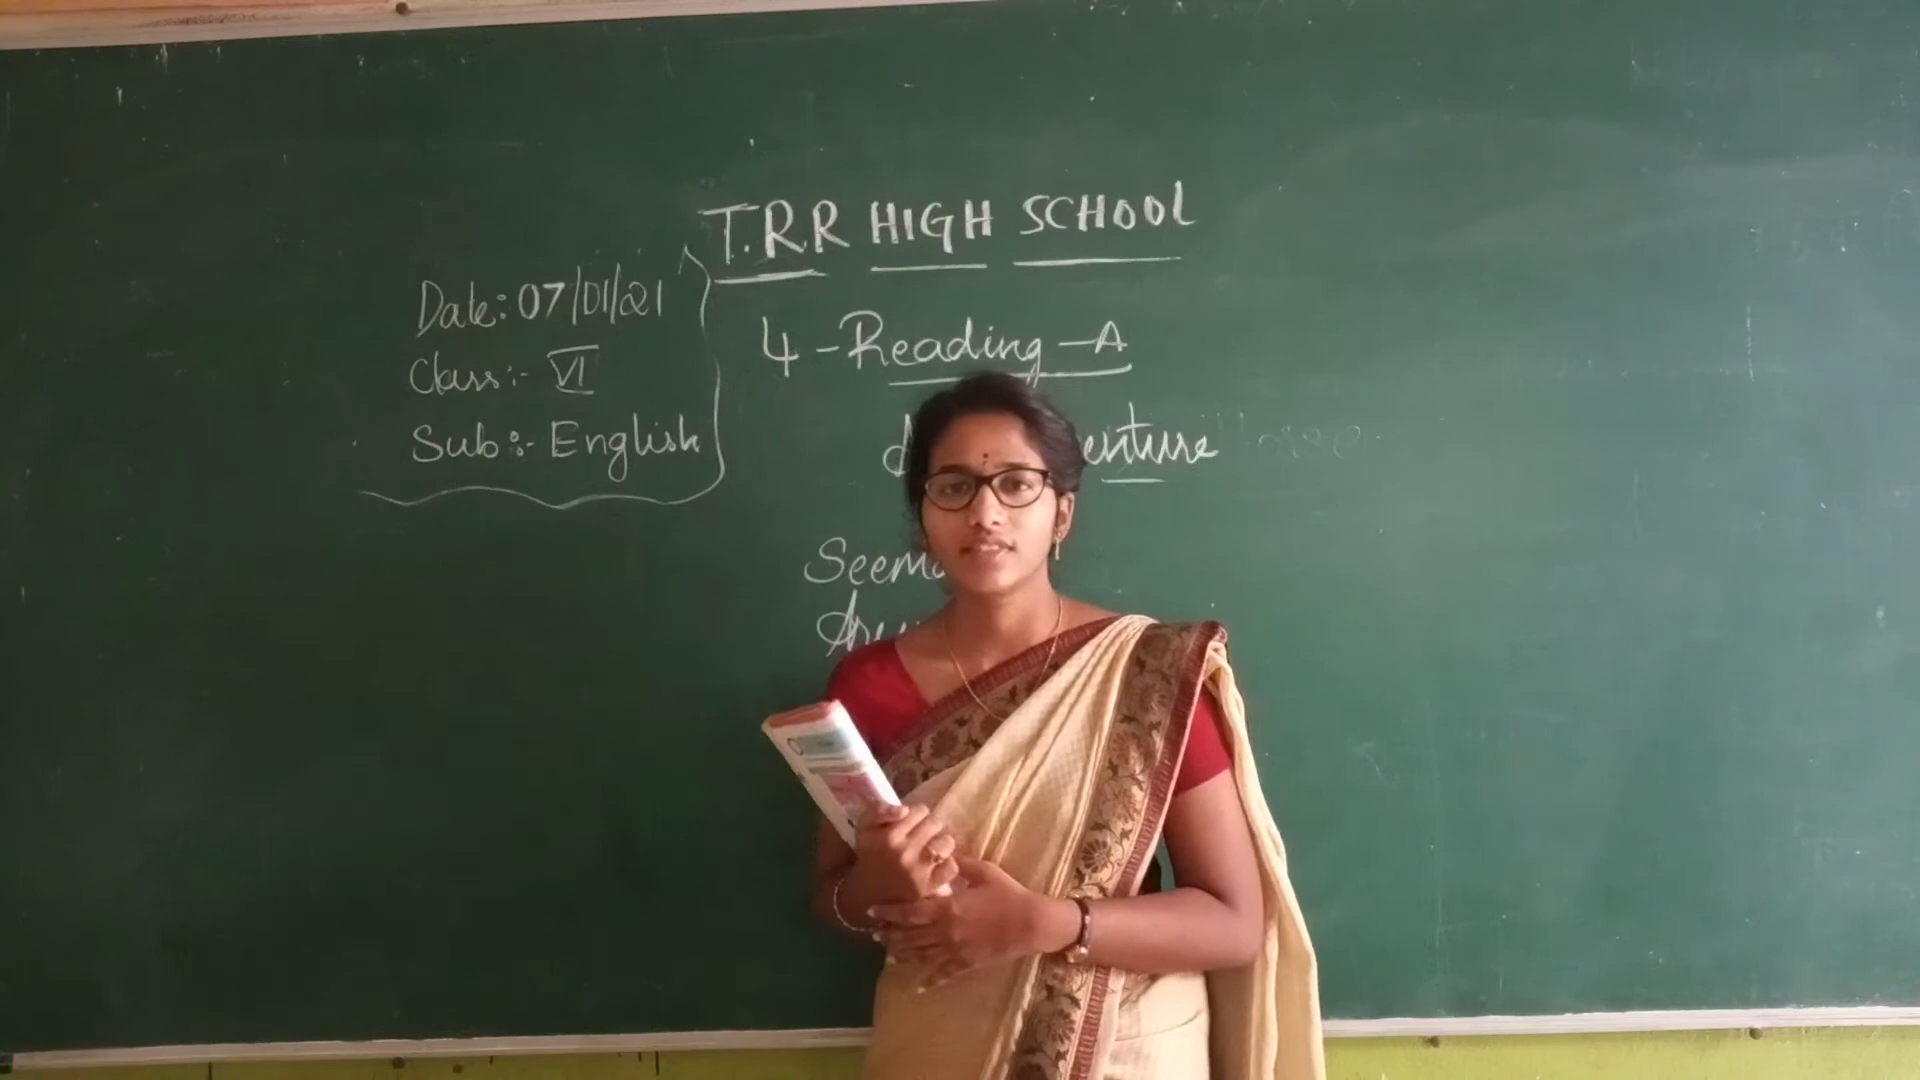 T.R.R HIGH SCHOOL
Date: 07/01/21
Class:- VI
Sub:- English
4 - Reading - A